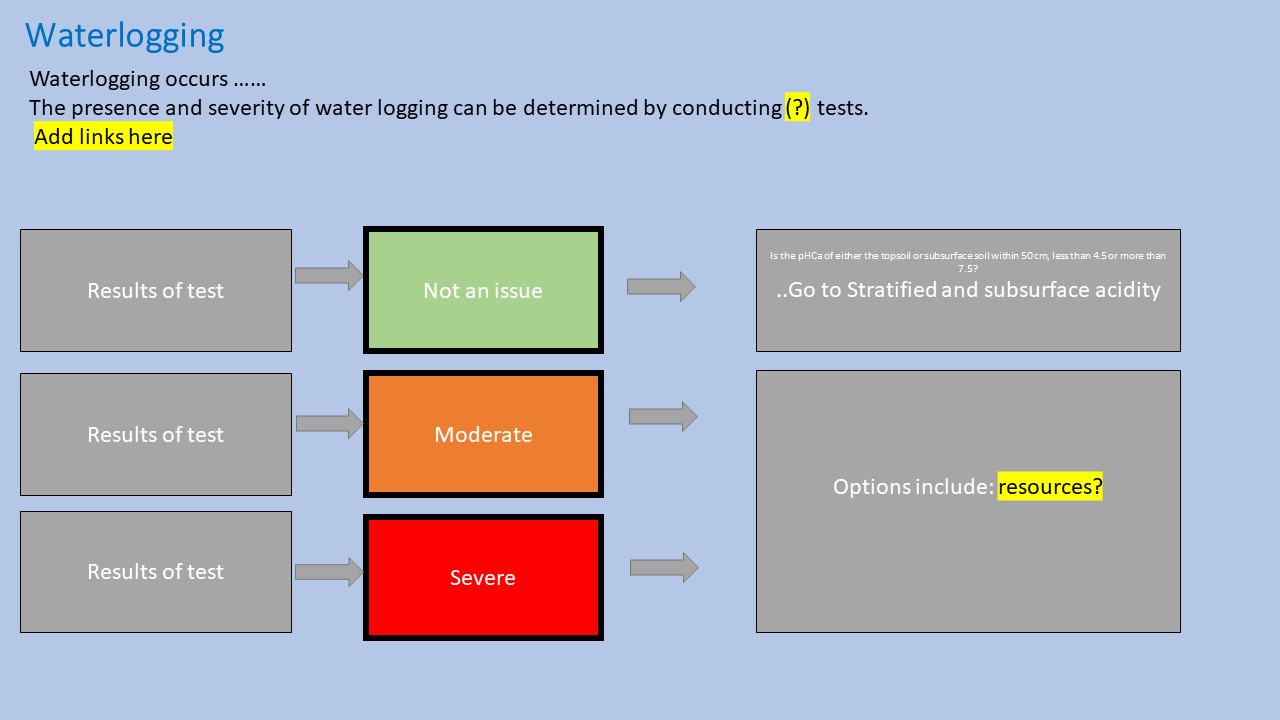 Waterlogging
Waterlogging occurs ……
The presence and severity of water logging can be determined by conducting (?) tests.
Add links here
Results of test
Not an issue
Is the pHCa of either the topsoil or subsurface soil within 50 cm, less than 4.5 or more than
7.5?
..Go to Stratified and subsurface acidity
Results of test
Moderate
Options include: resources?
Results of test
Severe